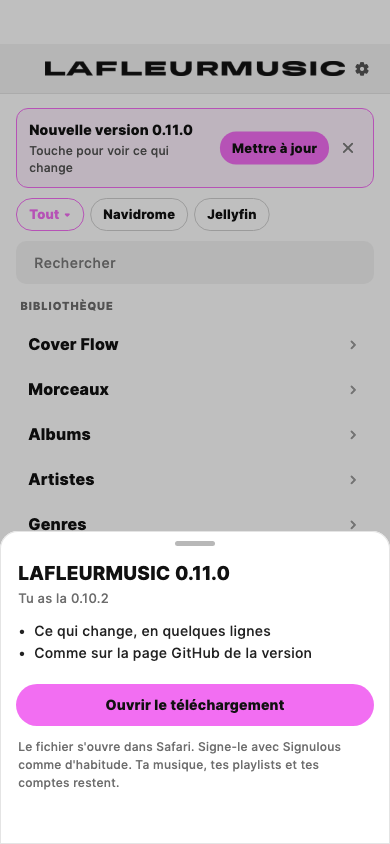 LAFLEURMUSIC
Nouvelle version 0.11.0
Touche pour voir ce qui
change
Mettre à jour
Tout
Navidrome
Jellyfin
Rechercher
BIBLIOTHÈQUE
Cover Flow
Morceaux
Albums
Artistes
Genres
LAFLEURMUSIC 0.11.0
Tu as la 0.10.2
• Ce qui change, en quelques lignes
• Comme sur la page GitHub de la version
Ouvrir le téléchargement
Le fichier s'ouvre dans Safari. Signe-le avec Signulous
comme d'habitude. Ta musique, tes playlists et tes
comptes restent.